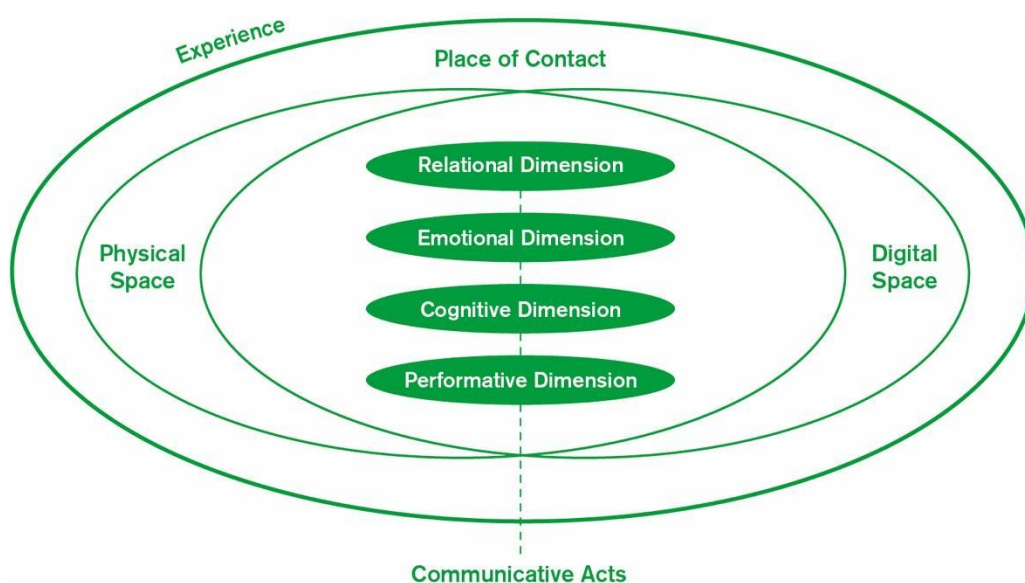 Experience
Place of Contact
Relational Dimension
Emotional Dimension
Physical
Space
Digital
Space
Cognitive Dimension
Performative Dimension
Communicative Acts